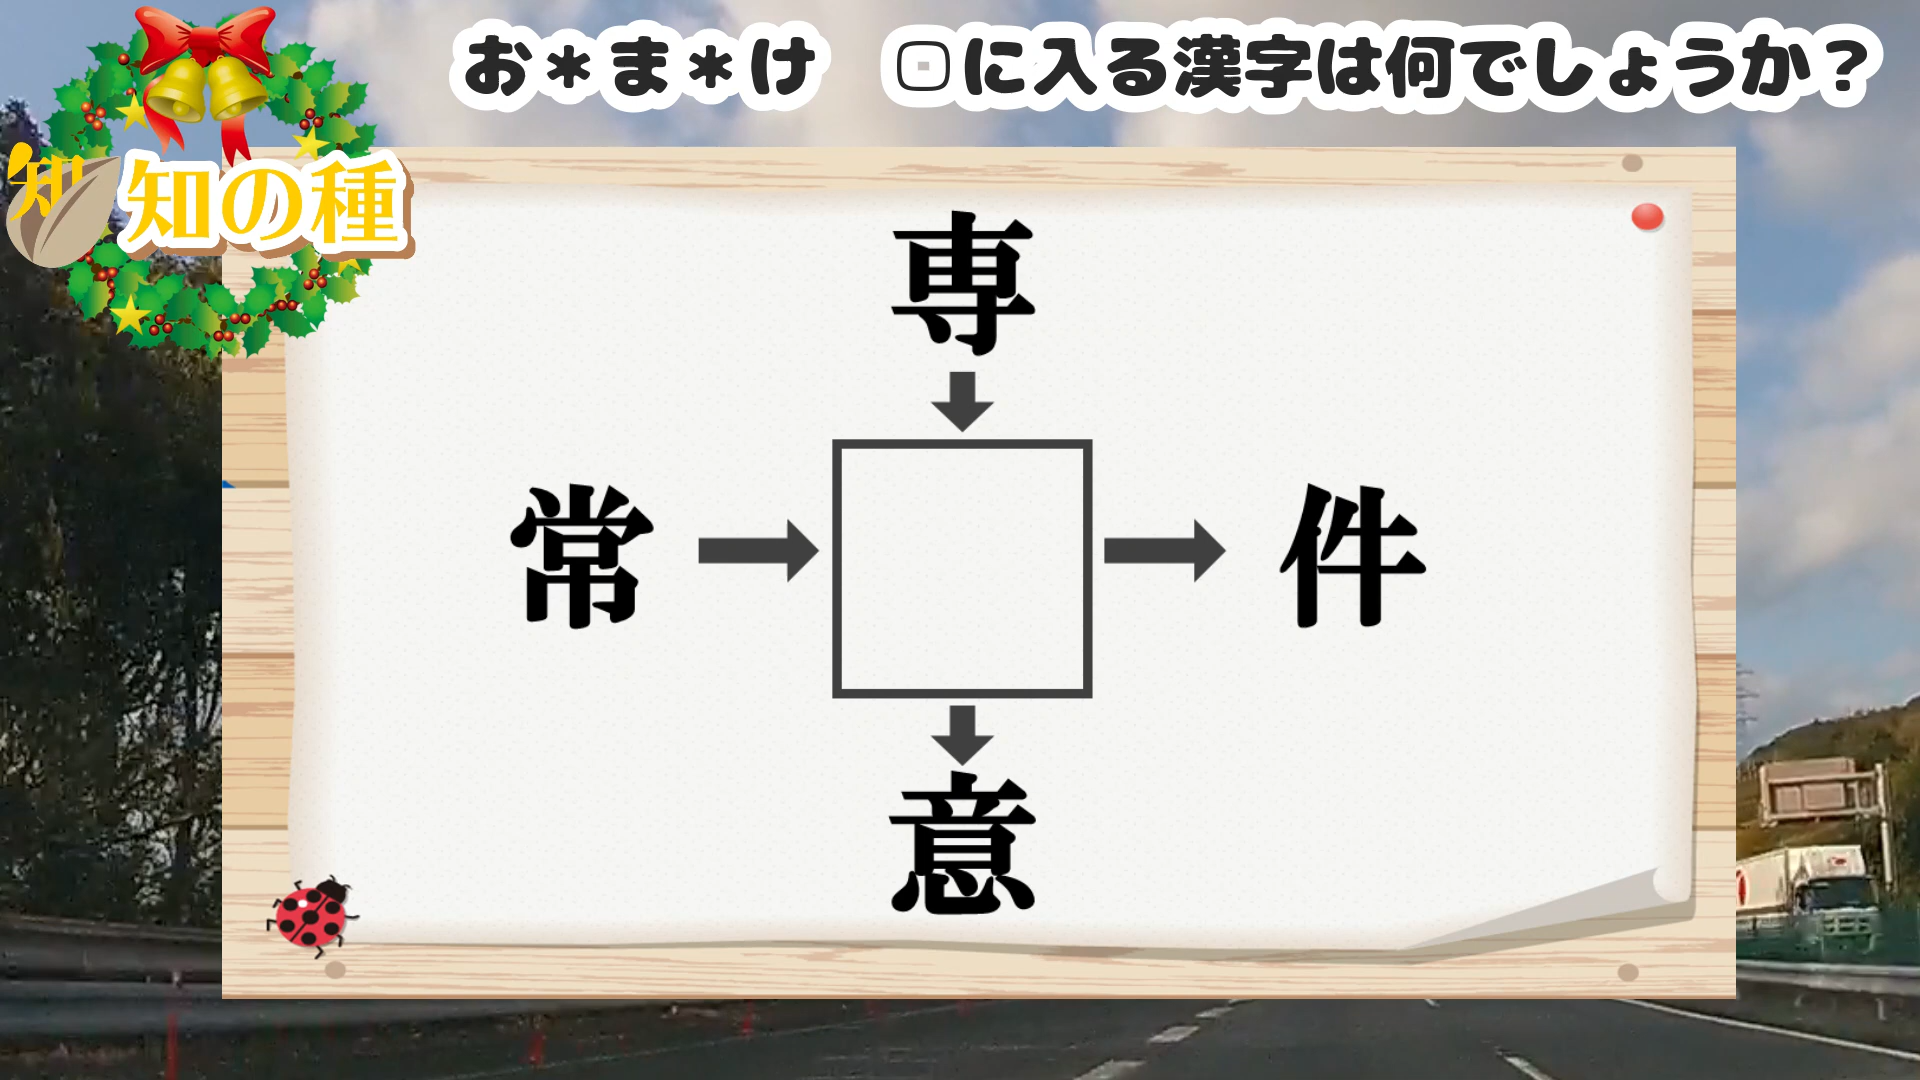 お*ま*け　□に入る漢字は何でしょうか?
知
知の種
専
常
件
意